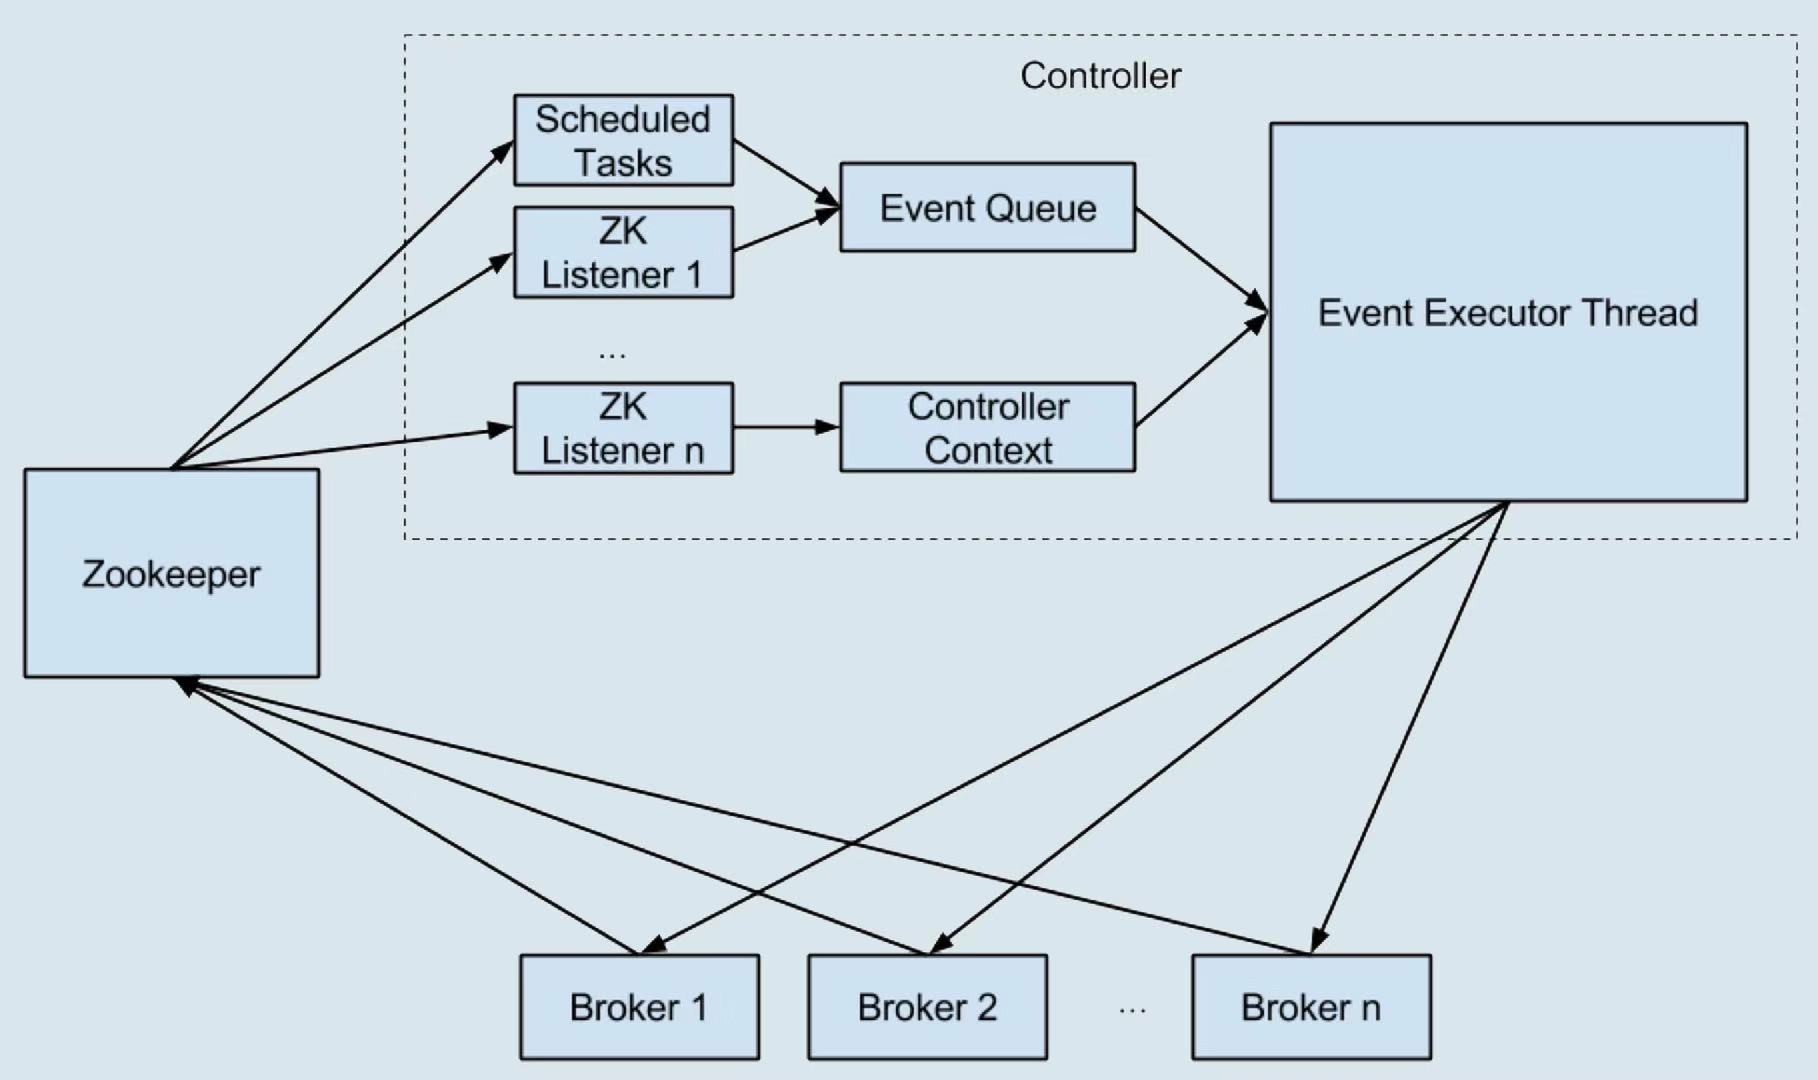 Controller
Scheduled
Tasks
ZK
Listener 1
...
ZK
Listener n
Event Queue
Controller
Context
Event Executor Thread
Zookeeper
Broker 1
Broker 2
...
Broker n